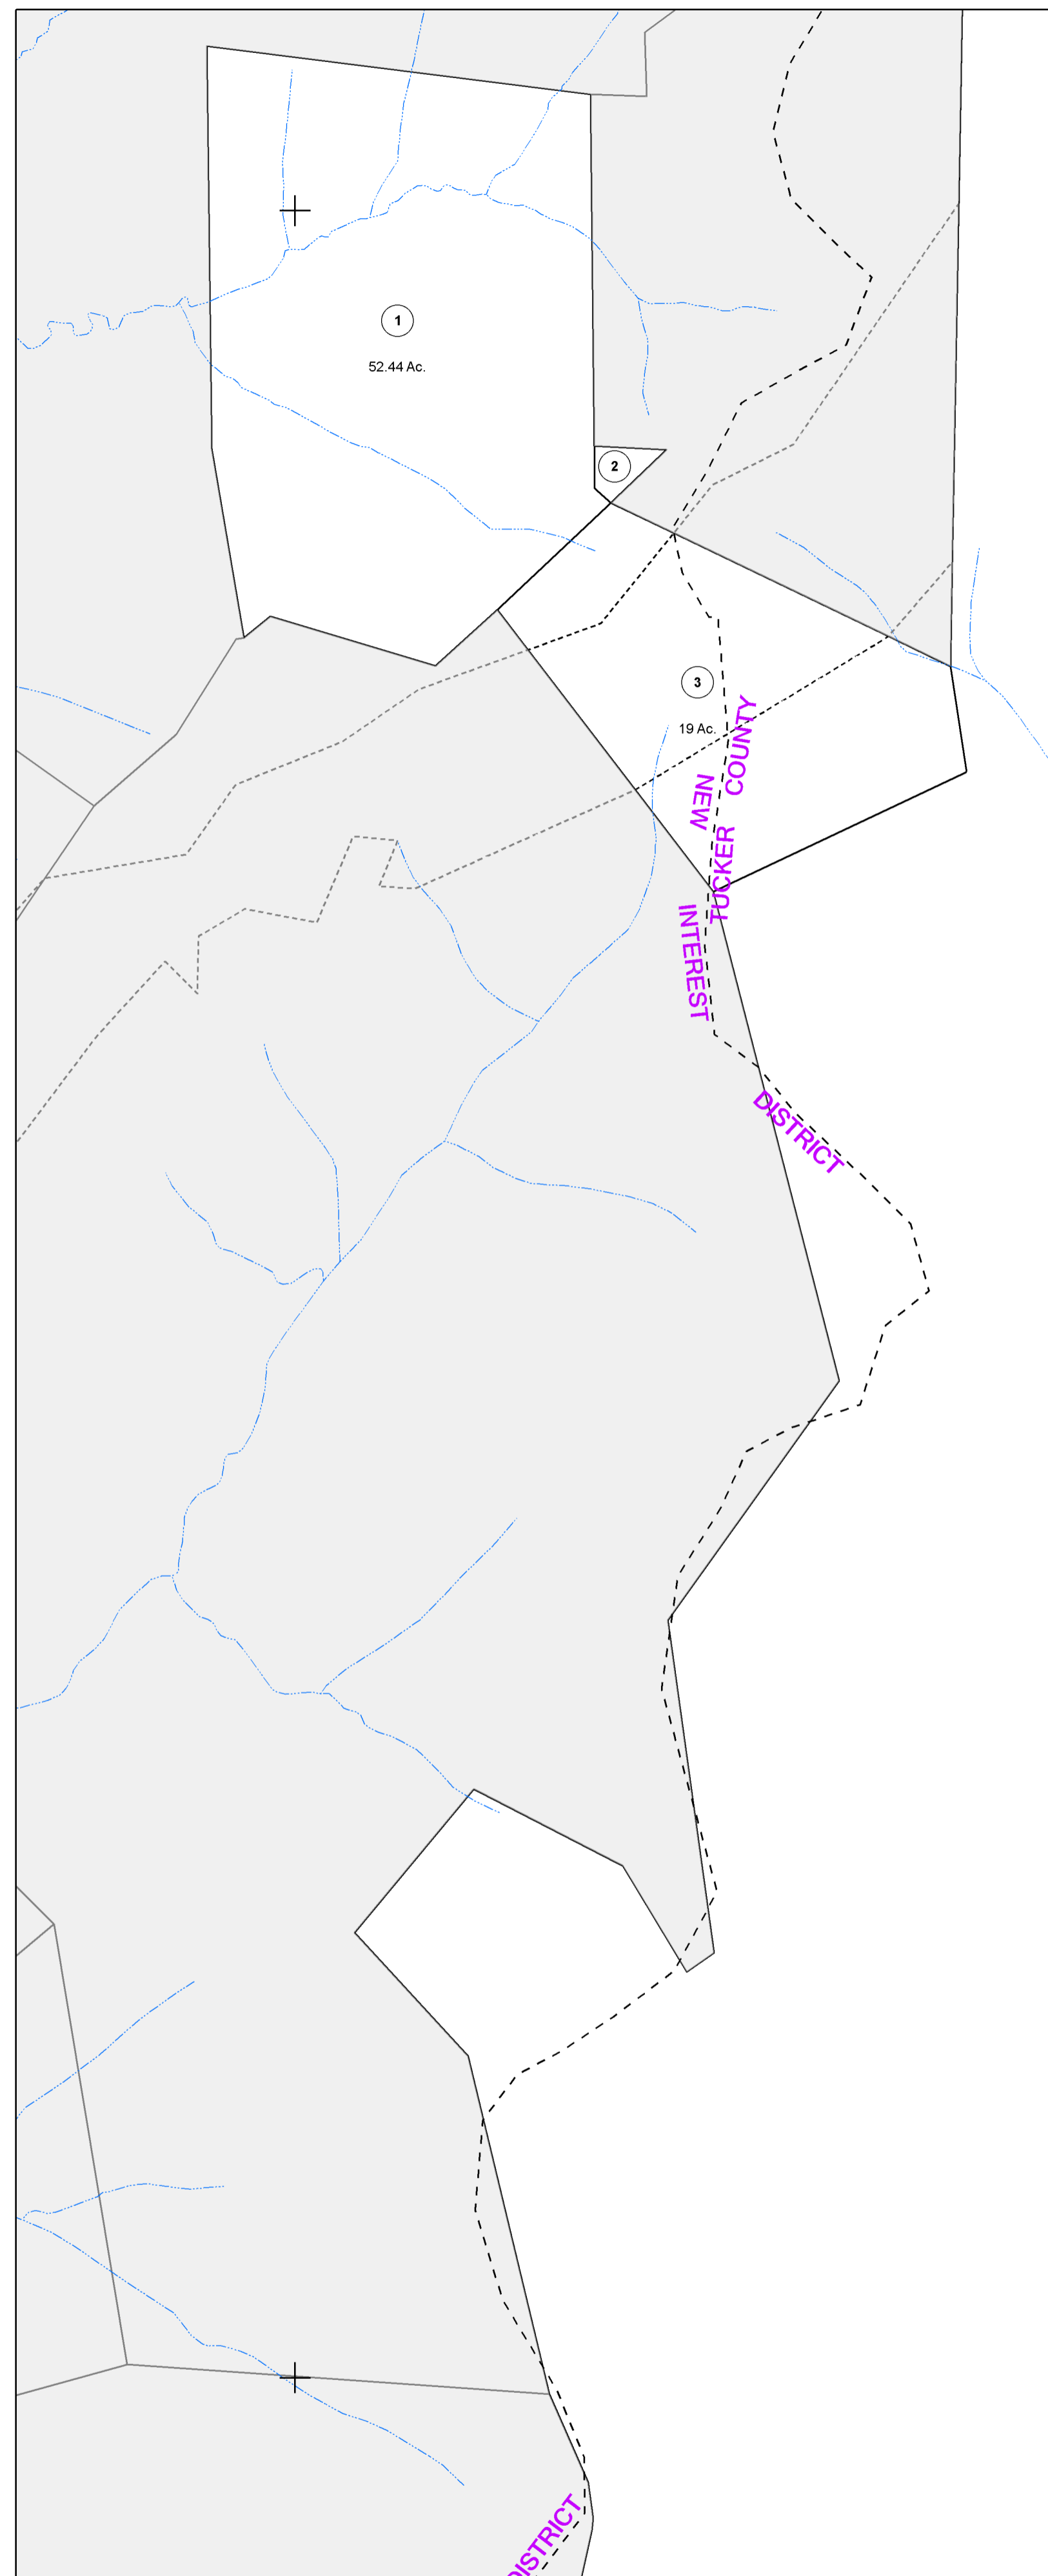 1
52.44 Ac.
2
3
19 Ac.
NEW
INTEREST
DISTRICT
TUCKER COUNTY
DISTRICT